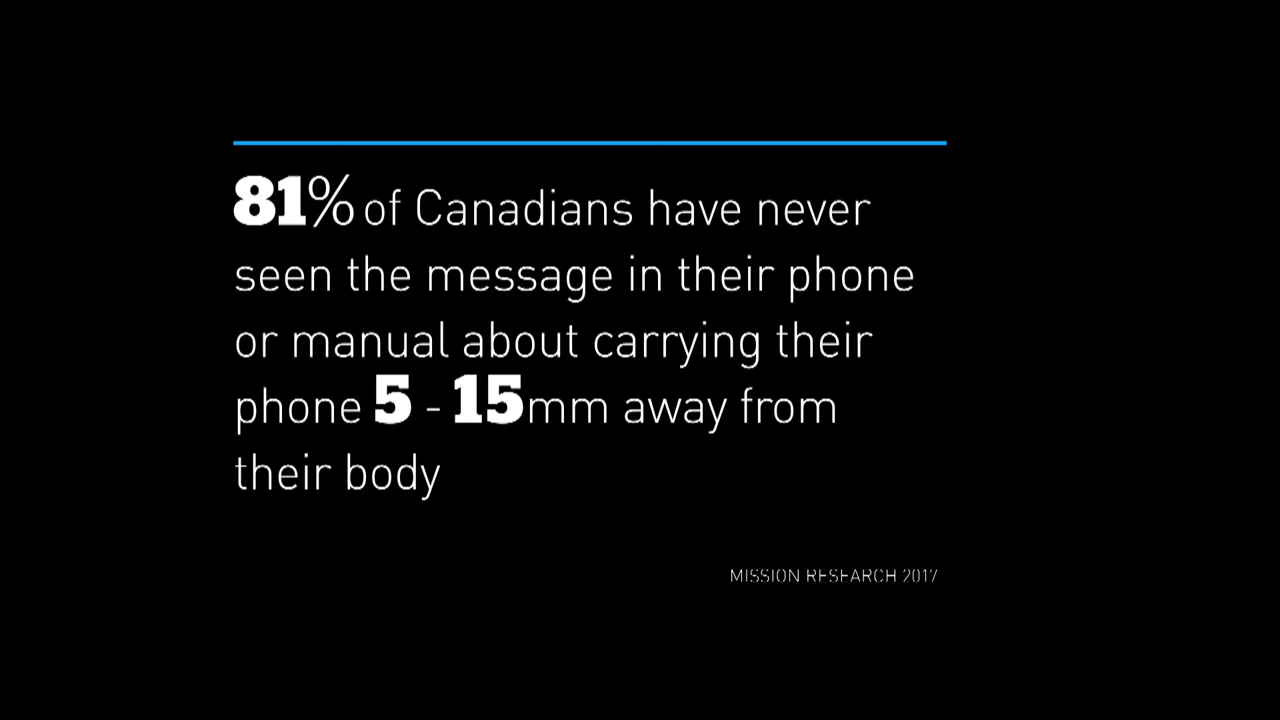 81% of Canadians have never
seen the message in their phone
or manual about carrying their
phone 5 - 15mm away from
their body
MISSION RESEARCH 2017